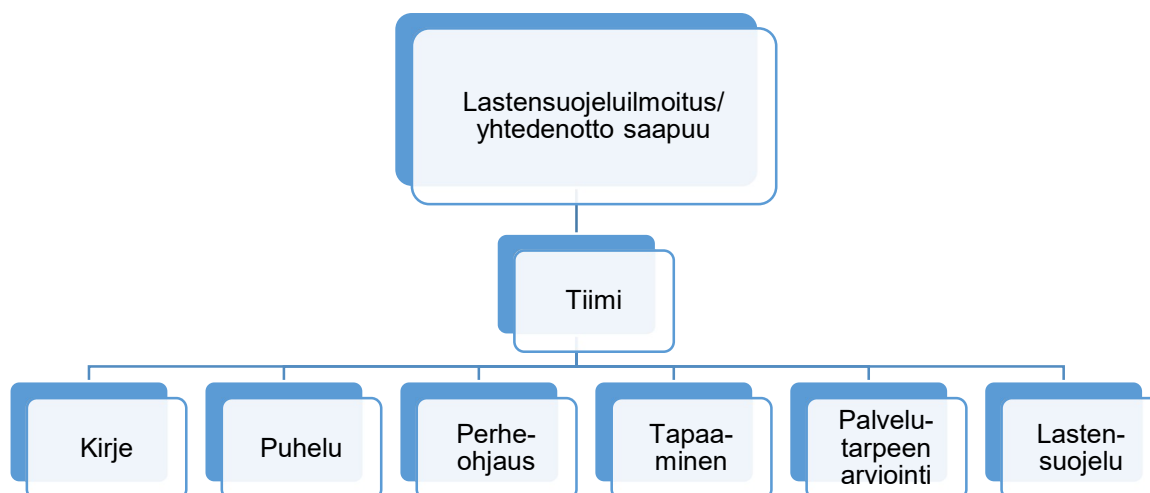 Lastensuojeluilmoitus/
yhtedenotto saapuu
Tiimi
Kirje
Puhelu
Perhe-
ohjaus
Tapaa-
minen
Palvelu-
tarpeen
arviointi
Lasten-
suojelu